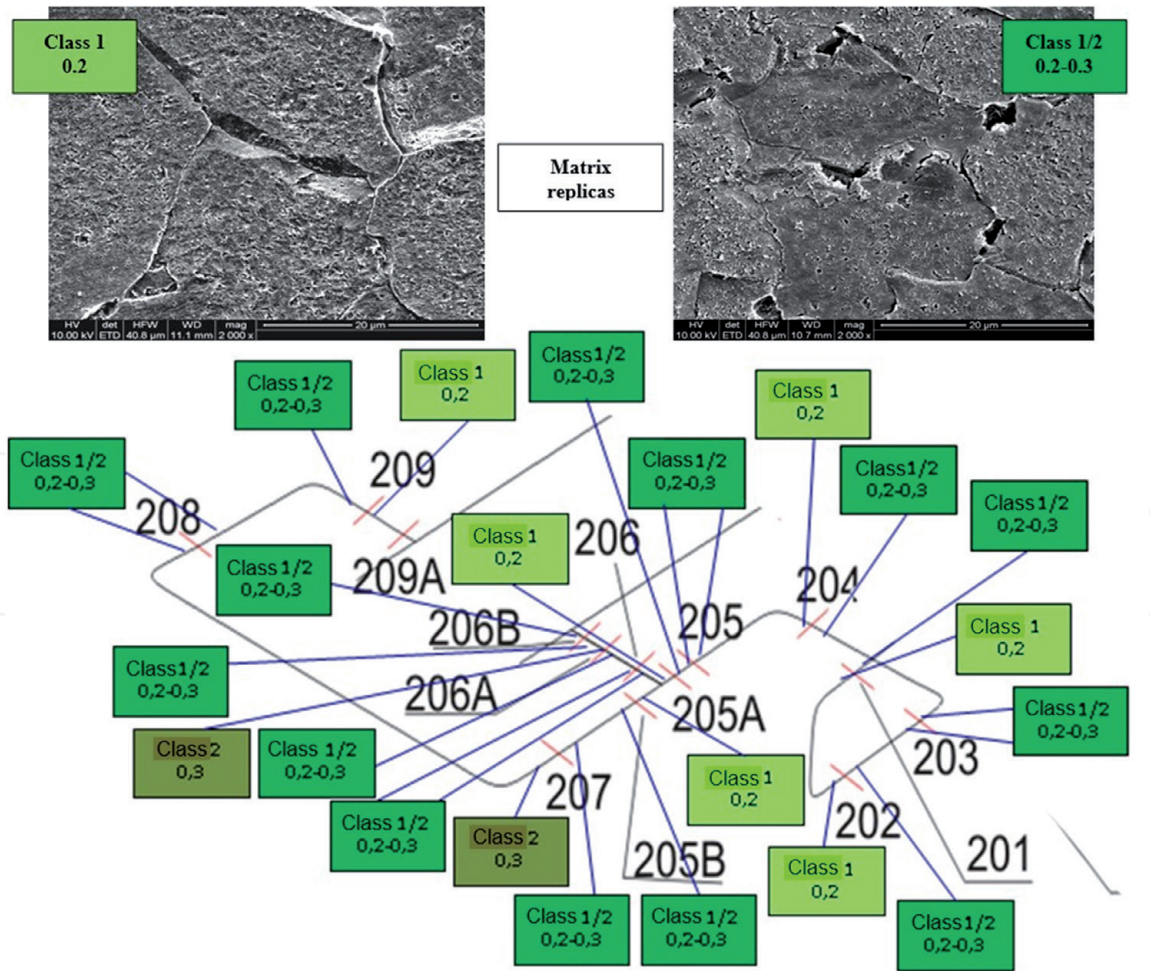 Class 1
0.2
Class 1/2
0.2-0.3
Matrix
replicas
HV det HFW WD mag
10.00 kV ETD 40.8 µm 11.1 mm 2 000 x
20 µm
HV det HFW WD mag
10.00 kV ETD 40.8 µm 10.7 mm 2 000 x
20 µm
Class 1/2
0,2-0,3
Class 1
0,2
Class 1/2
0,2-0,3
Class 1
0,2
Class 1/2
0,2-0,3
209
Class 1/2
0,2-0,3
Class 1/2
0,2-0,3
Class 1/2
0,2-0,3
208
Class 1
0,2
206
Class 1/2
0,2-0,3
209A
204
206B
205
Class 1
0,2
Class 1/2
0,2-0,3
206A
205A
Class 1/2
0,2-0,3
203
Class 2
0,3
Class 1/2
0,2-0,3
Class 1
0,2
207
202
Class 1/2
0,2-0,3
Class 2
0,3
205B
201
Class 1
0,2
Class 1/2
0,2-0,3
Class 1/2
0,2-0,3
Class 1/2
0,2-0,3